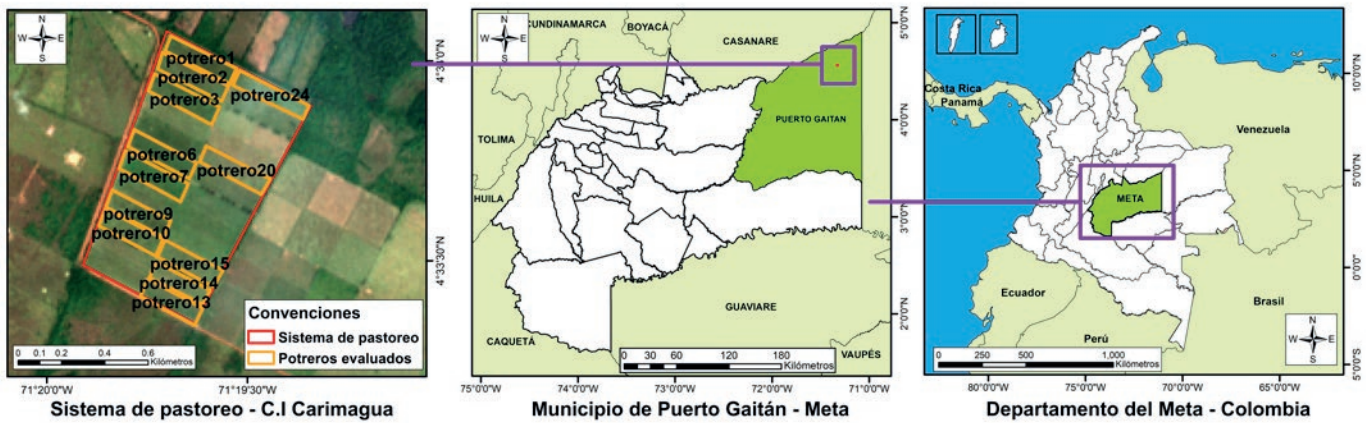 N
W E
S
potrero1
potrero2
potrero3
potrero24
potrero6
potrero7
potrero20
potrero9
potrero10
potrero15
potrero14
potrero13
Convenciones
Sistema de pastoreo
Potreros evaluados
0 0.1 0.2 0.4 0.6
Kilómetros
4°34'0"N
4°33'30"N
71°20'0"W 71°19'30"W
Sistema de pastoreo - C.I Carimagua
N
W E
S
CUNDINAMARCA
BOYACÁ
CASANARE
TOLIMA
PUERTO GAITAN
HUILA
GUAVIARE
CAQUETÁ
VAUPÉS
0 30 60 120 180
Kilómetros
5°0'0"N
4°0'0"N
3°0'0"N
2°0'0"N
75°0'0"W 74°0'0"W 73°0'0"W 72°0'0"W 71°0'0"W
Municipio de Puerto Gaitán - Meta
Costa Rica
Panamá
Venezuela
META
Ecuador
Brasil
Perú
N
W E
S
0 250 500 1,000
Kilómetros
10°0'0"N
5°0'0"N
0°0'0"
5°0'0"S
80°0'0"W 75°0'0"W 70°0'0"W 65°0'0"W
Departamento del Meta - Colombia